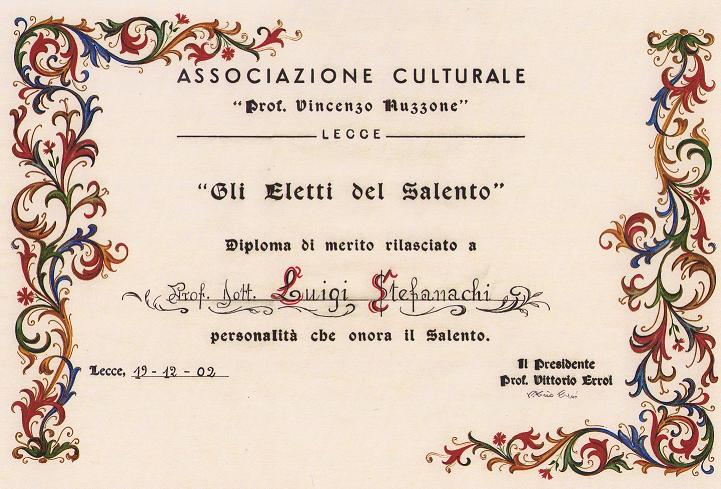 ASSOCIAZIONE CULTURALE
"Prof. Vincenzo Ruzzone"
LECCE
"Gli Eletti del Salento"
Diploma di merito rilasciato a
Prof. Dott. Luigi Stefanachi
personalità che onora il Salento.
Lecce, 19-12-02
Il Presidente
Prof. Vittorio Erroi